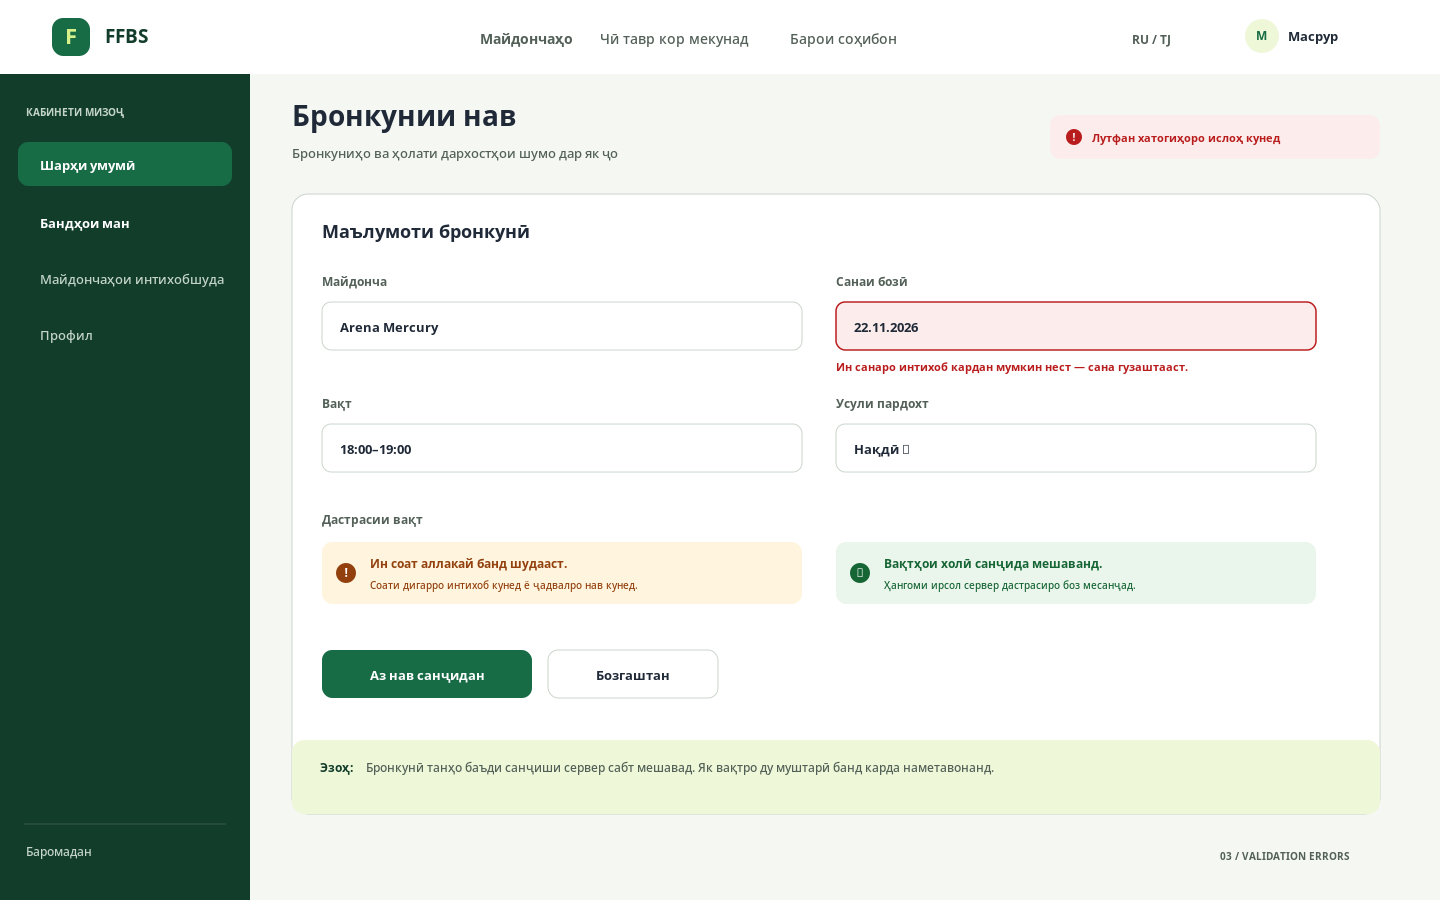 F FFBS
Майдончаҳо Чӣ тавр кор мекунад Барои соҳибон
RU / TJ
М Масрур
КАБИНЕТИ МИЗОҶ
Шарҳи умумӣ
Бандҳои ман
Майдончаҳои интихобшуда
Профил
Баромадан
Бронкунии нав
Бронкуниҳо ва ҳолати дархостҳои шумо дар як ҷо
! Лутфан хатогиҳоро ислоҳ кунед
Маълумоти бронкунӣ
Майдонча
Arena Mercury
Санаи бозӣ
22.11.2026
Ин санаро интихоб кардан мумкин нест — сана гузаштааст.
Вақт
18:00–19:00
Усули пардохт
Нақдӣ
Дастрасии вақт
! Ин соат аллакай банд шудааст.
Соати дигарро интихоб кунед ё ҷадвалро нав кунед.
Вақтҳои холӣ санҷида мешаванд.
Ҳангоми ирсол сервер дастрасиро боз месанҷад.
Аз нав санҷидан
Бозгаштан
Эзоҳ: Бронкунӣ танҳо баъди санҷиши сервер сабт мешавад. Як вақтро ду муштарӣ банд карда наметавонанд.
03 / VALIDATION ERRORS